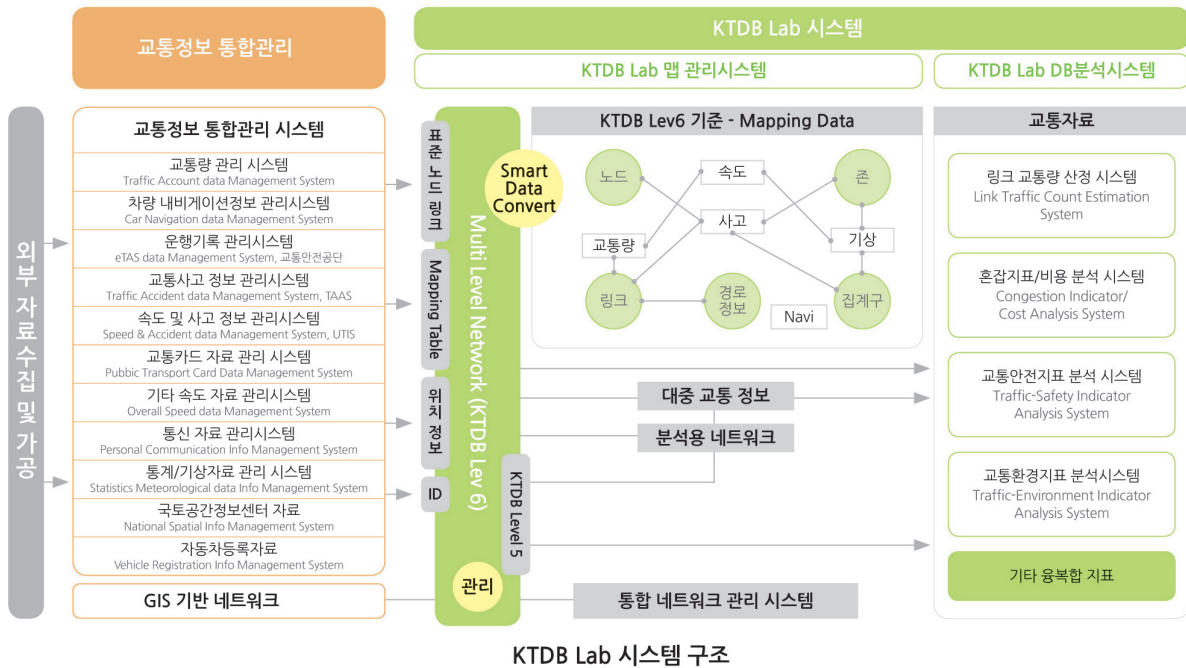 교통정보 통합관리
KTDB Lab 시스템
KTDB Lab 맵 관리시스템
KTDB Lab DB분석시스템
외부 자료수집 및 가공
교통정보 통합관리 시스템
교통량 관리 시스템
Traffic Account data Management System
차량 내비게이션정보 관리시스템
Car Navigation data Management System
운행기록 관리시스템
eTAS data Management System, 교통안전공단
교통사고 정보 관리시스템
Traffic Accident data Management System, TAAS
속도 및 사고 정보 관리시스템
Speed & Accident data Management System, UTIS
교통카드 자료 관리 시스템
Pubbic Transport Card Data Management System
기타 속도 자료 관리시스템
Overall Speed data Management System
통신 자료 관리시스템
Personal Communication Info Management System
통계/기상자료 관리 시스템
Statistics Meteorological data Info Management System
국토공간정보센터 자료
National Spatial Info Management System
자동차등록자료
Vehicle Registration Info Management System
GIS 기반 네트워크
표준 노드 링크
Mapping Table
위치 정보
ID
Multi Level Network (KTDB Lev 6)
Smart
Data
Convert
KTDB Level 5
관리
KTDB Lev6 기준 - Mapping Data
노드
속도
존
사고
교통량
기상
링크
경로
정보
집계구
Navi
대중 교통 정보
분석용 네트워크
통합 네트워크 관리 시스템
교통자료
링크 교통량 산정 시스템
Link Traffic Count Estimation
System
혼잡지표/비용 분석 시스템
Congestion Indicator/
Cost Analysis System
교통안전지표 분석 시스템
Traffic-Safety Indicator
Analysis System
교통환경지표 분석시스템
Traffic-Environment Indicator
Analysis System
기타 융복합 지표
KTDB Lab 시스템 구조